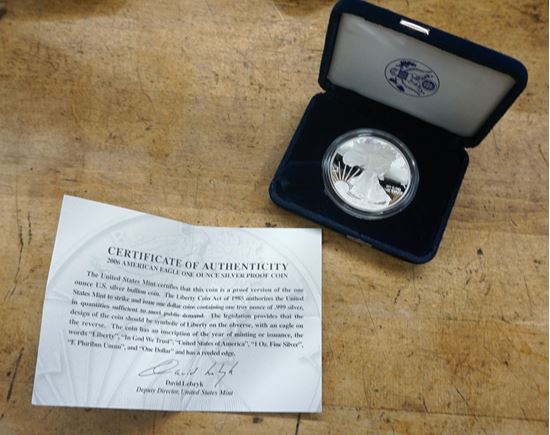 CERTIFICATE OF AUTHENTICITY
2006 AMERICAN EAGLE ONE OUNCE SILVER PROOF COIN
The United States Mint certifies that this coin is a proof version of the one
ounce U.S. silver bullion coin. The Liberty Coin Act of 1985 authorizes the United
States Mint to strike and issue one dollar coins containing one troy ounce of .999 silver,
in quantities sufficient to meet public demand. The legislation provides that the
design of the coin should be symbolic of Liberty on the obverse, with an eagle on
the reverse. The coin has an inscription of the year of minting or issuance, the
words "Liberty", "In God We Trust", "United States of America", "1 Oz. Fine Silver",
"E Pluribus Unum", and "One Dollar" and has a reeded edge.
David Lebryk
David Lebryk
Deputy Director, United States Mint